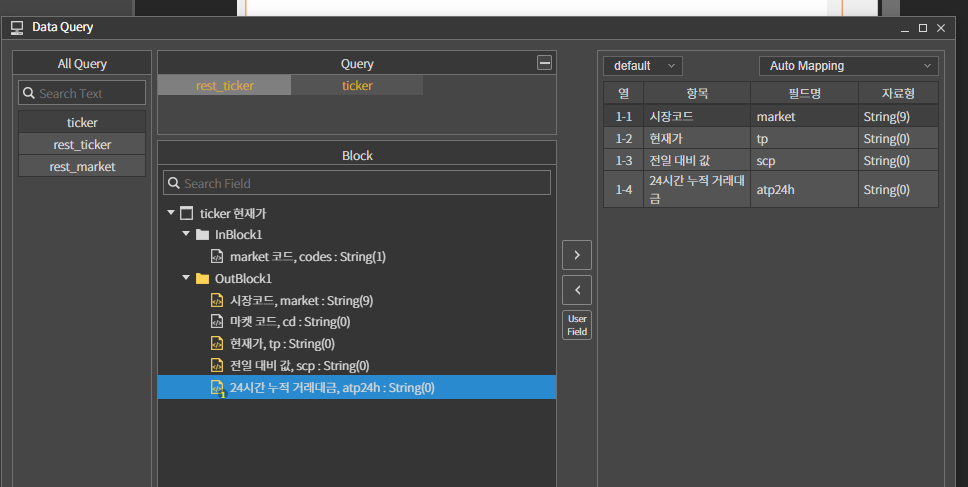 Data Query
All Query
Search Text
ticker
rest_ticker
rest_market
Query
rest_ticker ticker
Block
Search Field
ticker 현재가
InBlock1
market 코드, codes : String(1)
OutBlock1
시장코드, market : String(9)
마켓 코드, cd : String(0)
현재가, tp : String(0)
전일 대비 값, scp : String(0)
24시간 누적 거래대금, atp24h : String(0)
1
>
<
User
Field
default Auto Mapping
열 항목 필드명 자료형
1-1 시장코드 market String(9)
1-2 현재가 tp String(0)
1-3 전일 대비 값 scp String(0)
1-4 24시간 누적 거래대 atp24h String(0)
금